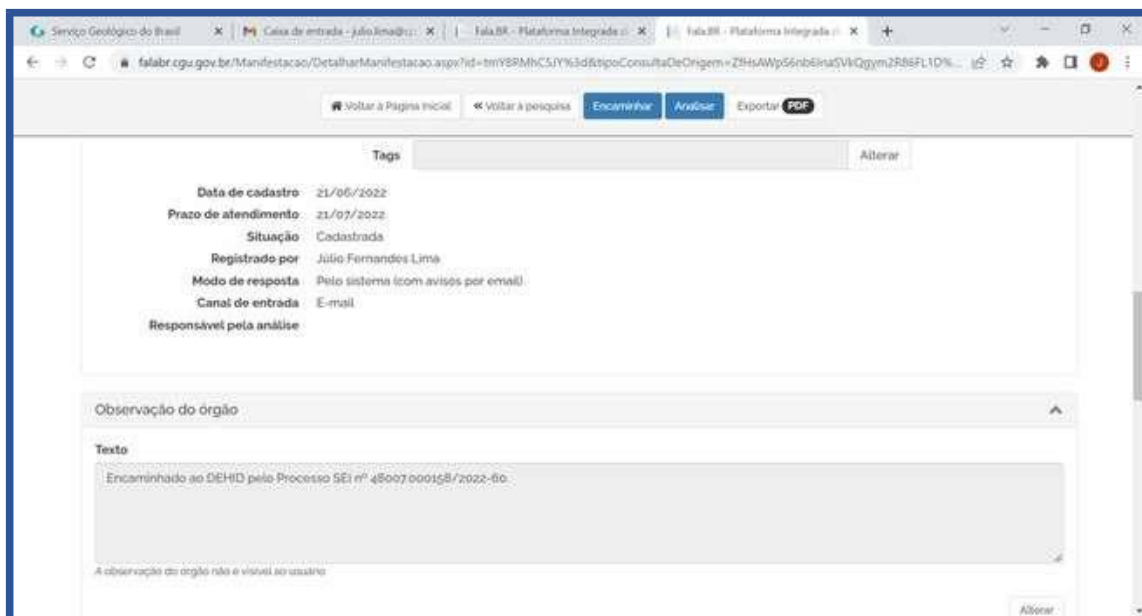 Serviço Geológico do Brasil
Caixa de entrada - julio.lima@
Fala.BR - Plataforma Integrada
Fala.BR - Plataforma Integrada
falabr.cgu.gov.br/Manifestacao/DetalharManifestacao.aspx?id=
Voltar à Página Inicial
Voltar à pesquisa
Encaminhar
Analisar
Exportar PDF
Tags
Alterar
Data de cadastro 21/06/2022
Prazo de atendimento 21/07/2022
Situação Cadastrada
Registrado por Júlio Fernandes Lima
Modo de resposta Pelo sistema (com avisos por email)
Canal de entrada E-mail
Responsável pela análise
Observação do órgão
Texto
Encaminhado ao DEHID pelo Processo SEI nº 48007.000158/2022-60.
A observação do órgão não é visível ao usuário
Alterar